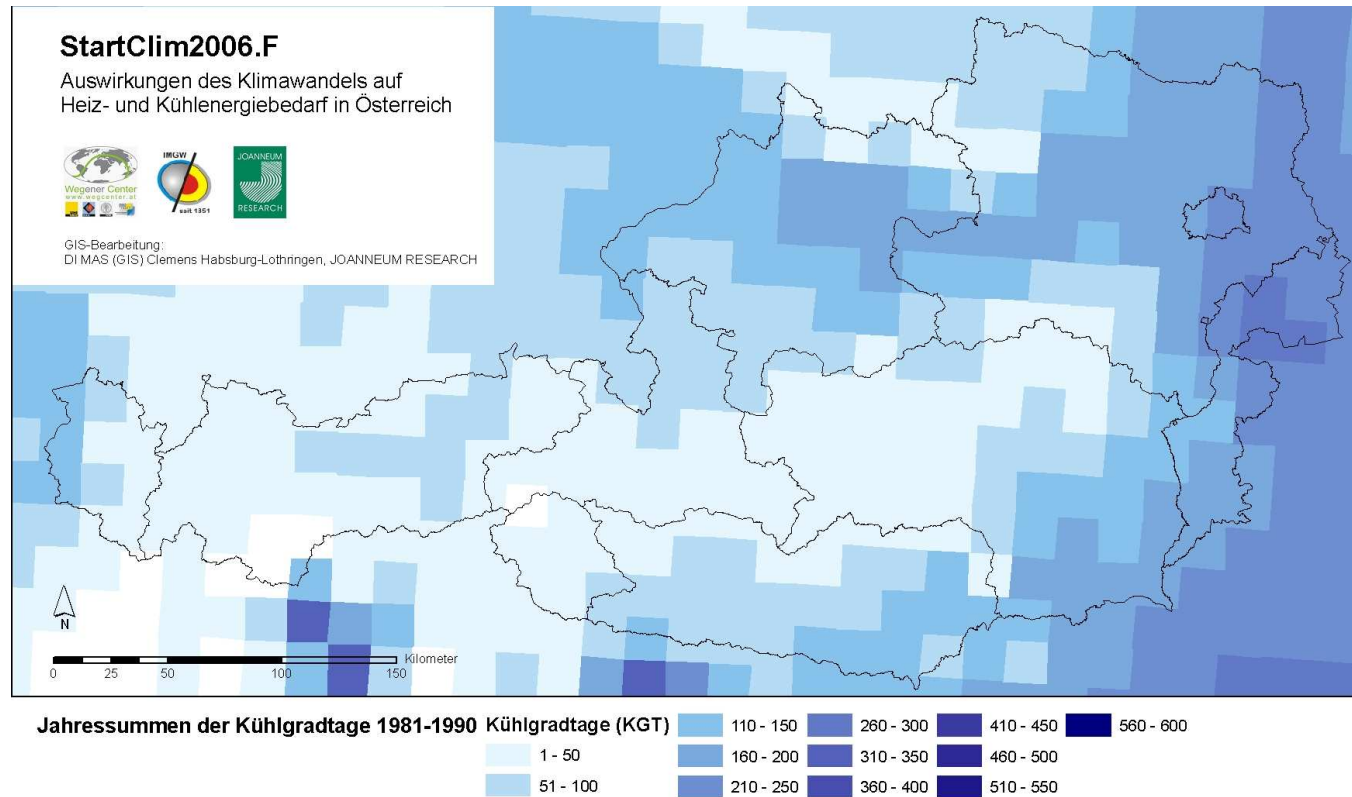 StartClim2006.F
Auswirkungen des Klimawandels auf
Heiz- und Kühlenergiebedarf in Österreich
Wegener Center
www.wegcenter.at
IMGW
seit 1351
JOANNEUM
RESEARCH
GIS-Bearbeitung:
DI MAS (GIS) Clemens Habsburg-Lothringen, JOANNEUM RESEARCH
N
Kilometer
0 25 50 100 150
Jahressummen der Kühlgradtage 1981-1990
Kühlgradtage (KGT)
1 - 50
51 - 100
110 - 150
160 - 200
210 - 250
260 - 300
310 - 350
360 - 400
410 - 450
460 - 500
510 - 550
560 - 600